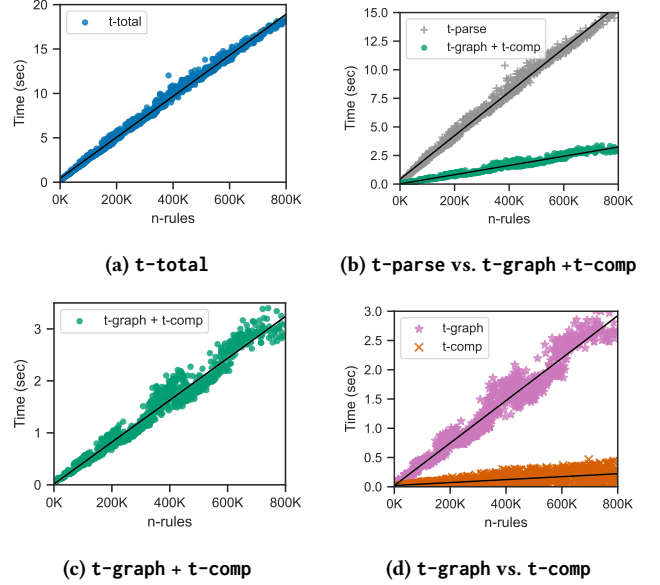 t-total
Time (sec)
20
15
10
5
0
0K 200K 400K 600K 800K
n-rules
(a) t-total
t-parse
t-graph + t-comp
Time (sec)
15.0
12.5
10.0
7.5
5.0
2.5
0.0
0K 200K 400K 600K 800K
n-rules
(b) t-parse vs. t-graph +t-comp
t-graph + t-comp
Time (sec)
3
2
1
0
0K 200K 400K 600K 800K
n-rules
(c) t-graph + t-comp
t-graph
t-comp
Time (sec)
3.0
2.5
2.0
1.5
1.0
0.5
0.0
0K 200K 400K 600K 800K
n-rules
(d) t-graph vs. t-comp